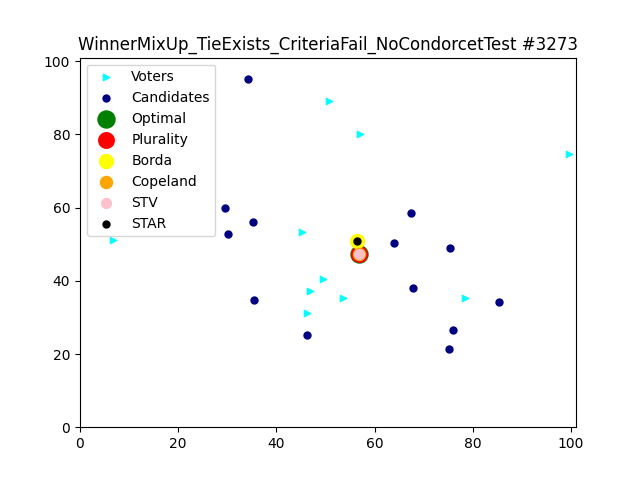 WinnerMixUp_TieExists_CriteriaFail_NoCondorcetTest #3273
100
80
60
40
20
0
Voters
Candidates
Optimal
Plurality
Borda
Copeland
STV
STAR
0 20 40 60 80 100